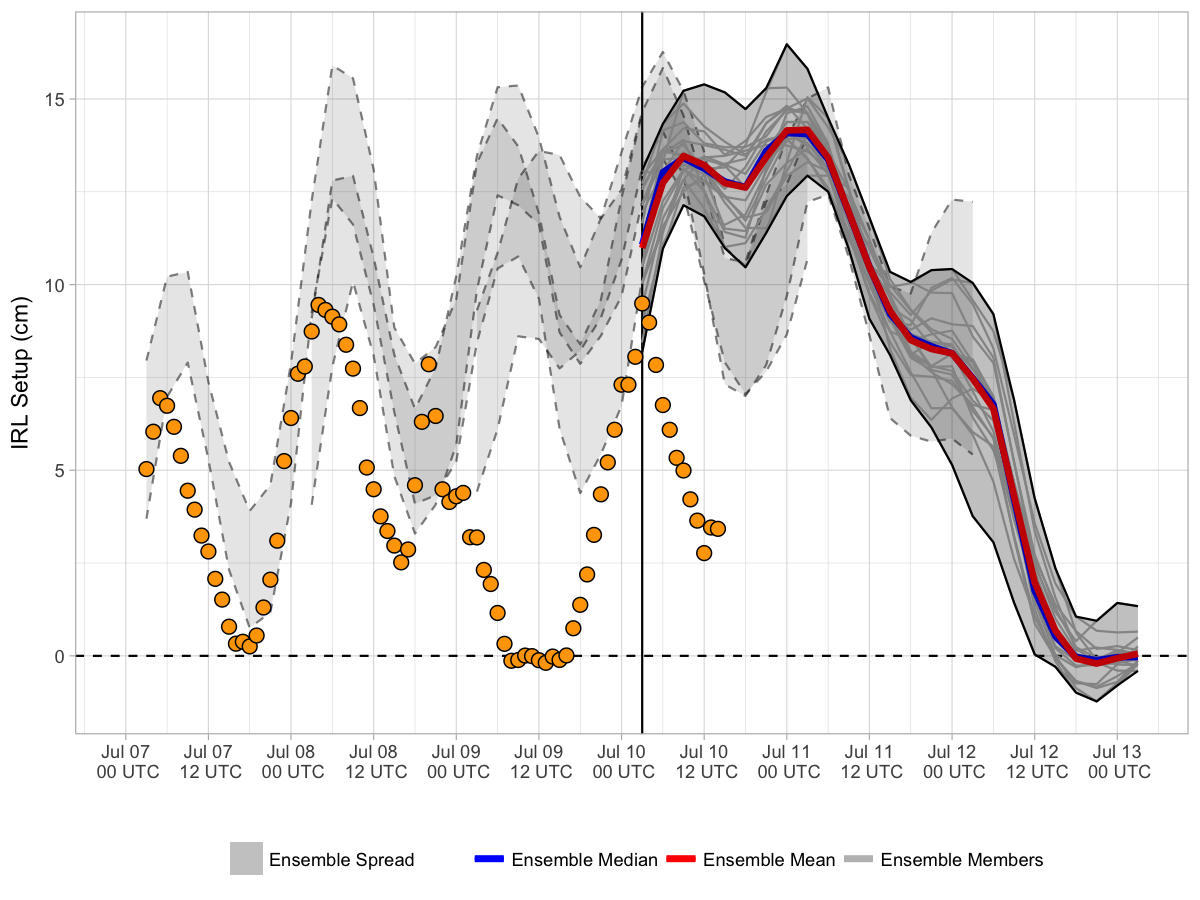 IRL Setup (cm)
15
10
5
0
Jul 07 Jul 07 Jul 08 Jul 08 Jul 09 Jul 09 Jul 10 Jul 10 Jul 11 Jul 11 Jul 12 Jul 12 Jul 13
00 UTC 12 UTC 00 UTC 12 UTC 00 UTC 12 UTC 00 UTC 12 UTC 00 UTC 12 UTC 00 UTC 12 UTC 00 UTC
Ensemble Spread Ensemble Median Ensemble Mean Ensemble Members